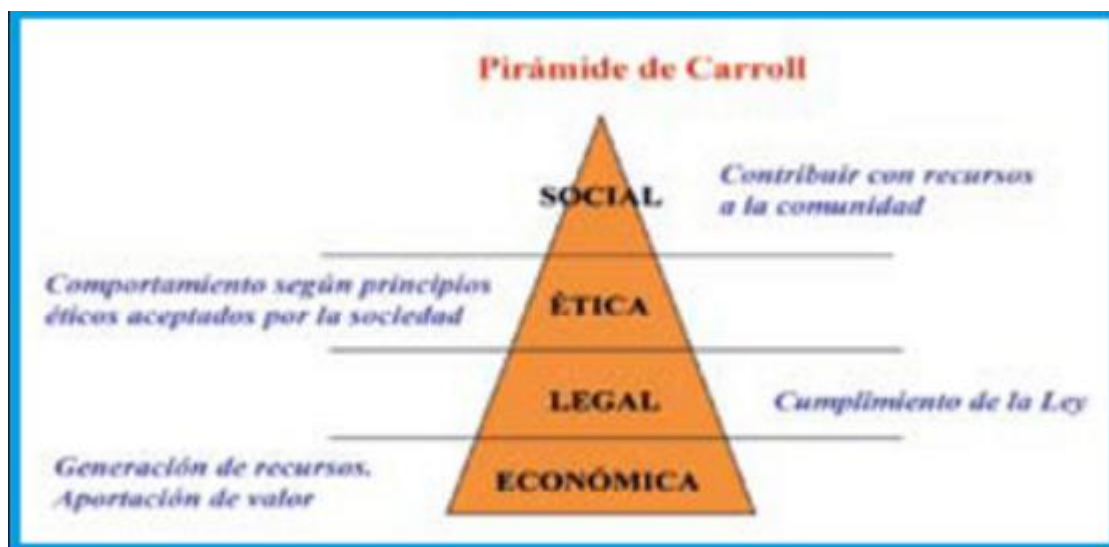 Pirámide de Carroll
SOCIAL
Contribuir con recursos
a la comunidad
Comportamiento según principios
éticos aceptados por la sociedad
ÉTICA
LEGAL
Cumplimiento de la Ley
Generación de recursos.
Aportación de valor
ECONÓMICA